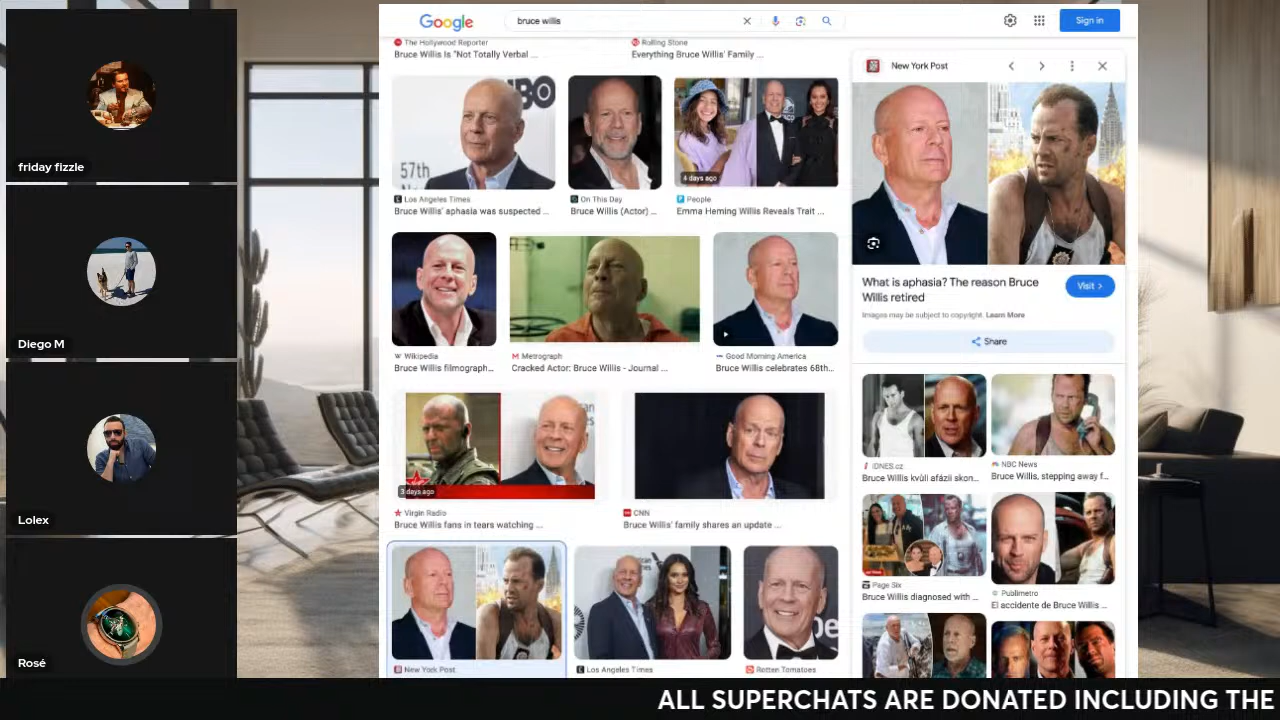 friday fizzle
Diego M
Lolex
Rosé
Google
bruce willis
Sign in
The Hollywood Reporter
Bruce Willis Is "Not Totally Verbal ...
Rolling Stone
Everything Bruce Willis' Family ...
57th
Los Angeles Times
Bruce Willis' aphasia was suspected ...
On This Day
Bruce Willis (Actor) ...
4 days ago
People
Emma Heming Willis Reveals Trait ...
W Wikipedia
Bruce Willis filmograph...
M Metrograph
Cracked Actor: Bruce Willis - Journal ...
Good Morning America
Bruce Willis celebrates 68th...
3 days ago
Virgin Radio
Bruce Willis fans in tears watching ...
CNN
Bruce Willis' family shares an update ...
New York Post
Los Angeles Times
Rotten Tomatoes
New York Post
What is aphasia? The reason Bruce
Willis retired
Visit >
Images may be subject to copyright. Learn More
Share
iDNES.cz
Bruce Willis kvůli afázii skon...
NBC News
Bruce Willis, stepping away f...
Page Six
Bruce Willis diagnosed with ...
Publimetro
El accidente de Bruce Willis ...
ALL SUPERCHATS ARE DONATED INCLUDING THE